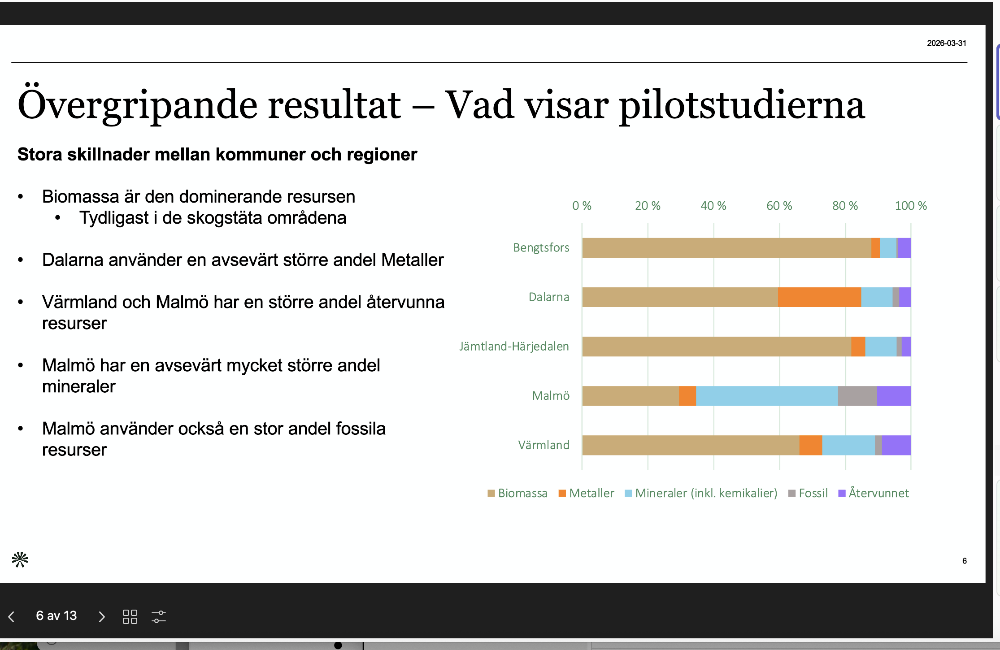 2026-03-31
Övergripande resultat – Vad visar pilotstudierna
Stora skillnader mellan kommuner och regioner
• Biomassa är den dominerande resursen
• Tydligast i de skogstäta områdena
• Dalarna använder en avsevärt större andel Metaller
• Värmland och Malmö har en större andel återvunna
resurser
• Malmö har en avsevärt mycket större andel
mineraler
• Malmö använder också en stor andel fossila
resurser
0 % 20 % 40 % 60 % 80 % 100 %
Bengtsfors
Dalarna
Jämtland-Härjedalen
Malmö
Värmland
Biomassa Metaller Mineraler (inkl. kemikalier) Fossil Återvunnet
6
6 av 13